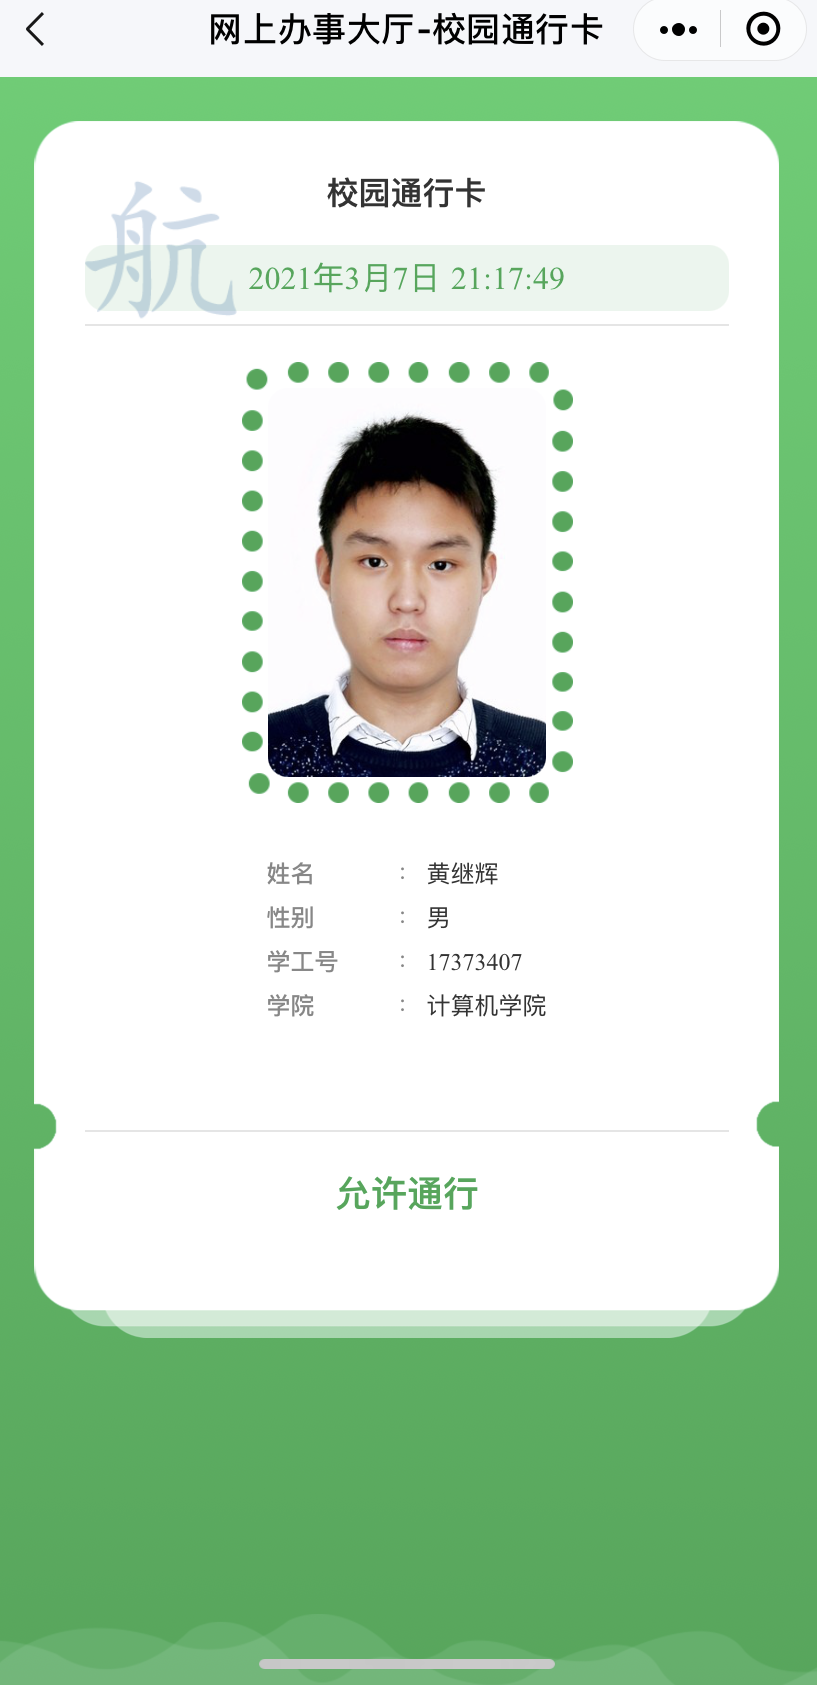 网上办事大厅-校园通行卡
校园通行卡
航
2021年3月7日 21:17:49
姓名 : 黄继辉
性别 : 男
学工号 : 17373407
学院 : 计算机学院
允许通行